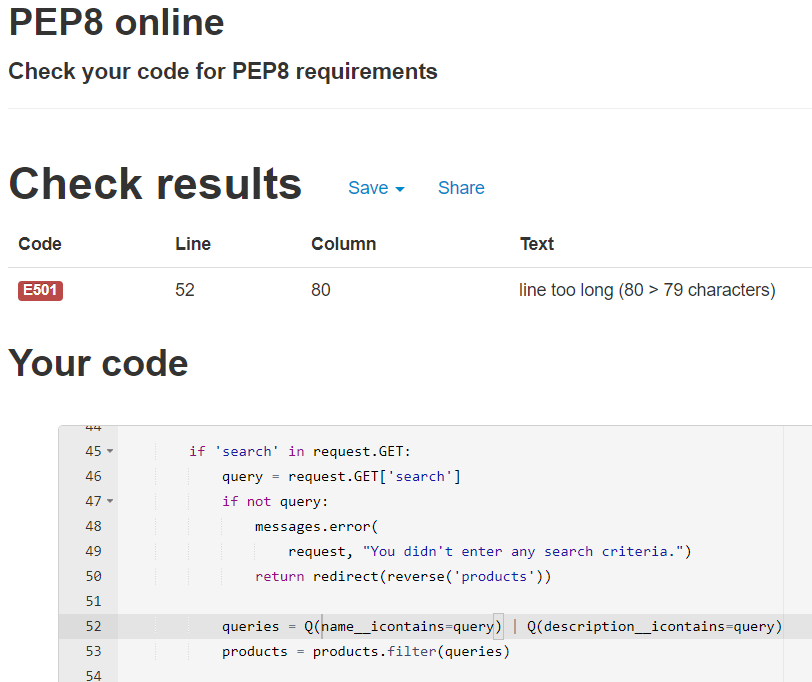 PEP8 online
Check your code for PEP8 requirements
Check results Save Share
Code Line Column Text
E501 52 80 line too long (80 > 79 characters)
Your code
44
45 if 'search' in request.GET:
46 query = request.GET['search']
47 if not query:
48 messages.error(
49 request, "You didn't enter any search criteria.")
50 return redirect(reverse('products'))
51
52 queries = Q(name__icontains=query) | Q(description__icontains=query)
53 products = products.filter(queries)
54